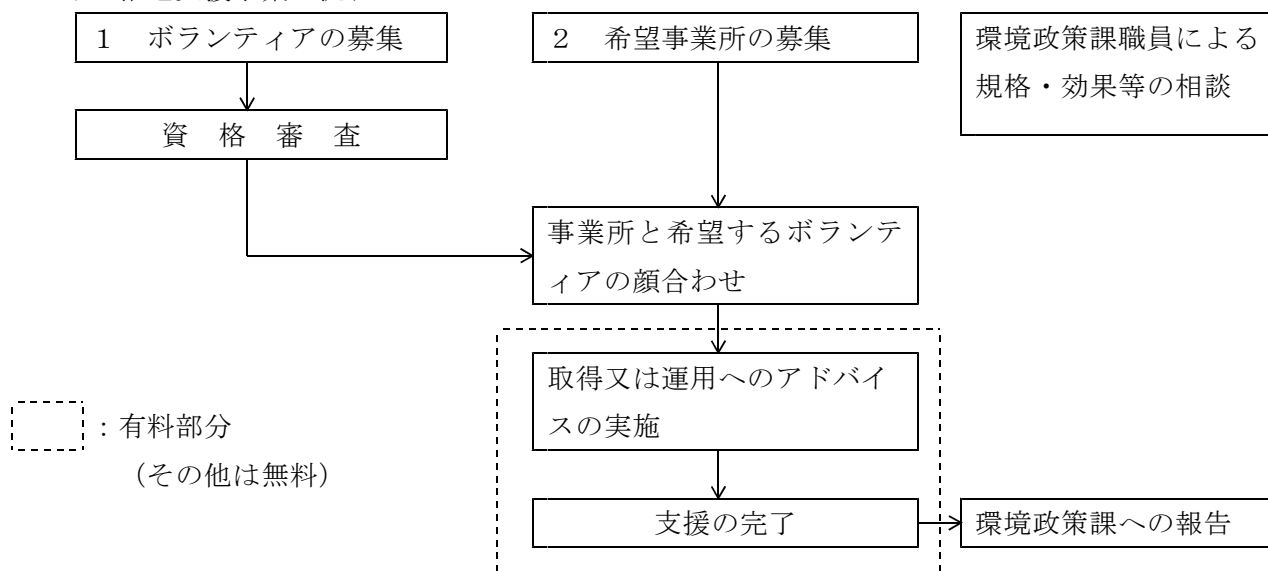 1　ボランティアの募集
2　希望事業所の募集
環境政策課職員による
規格・効果等の相談
資　格　審　査
事業所と希望するボランテ
ィアの顔合わせ
取得又は運用へのアドバイ
スの実施
：有料部分
（その他は無料）
支援の完了
環境政策課への報告